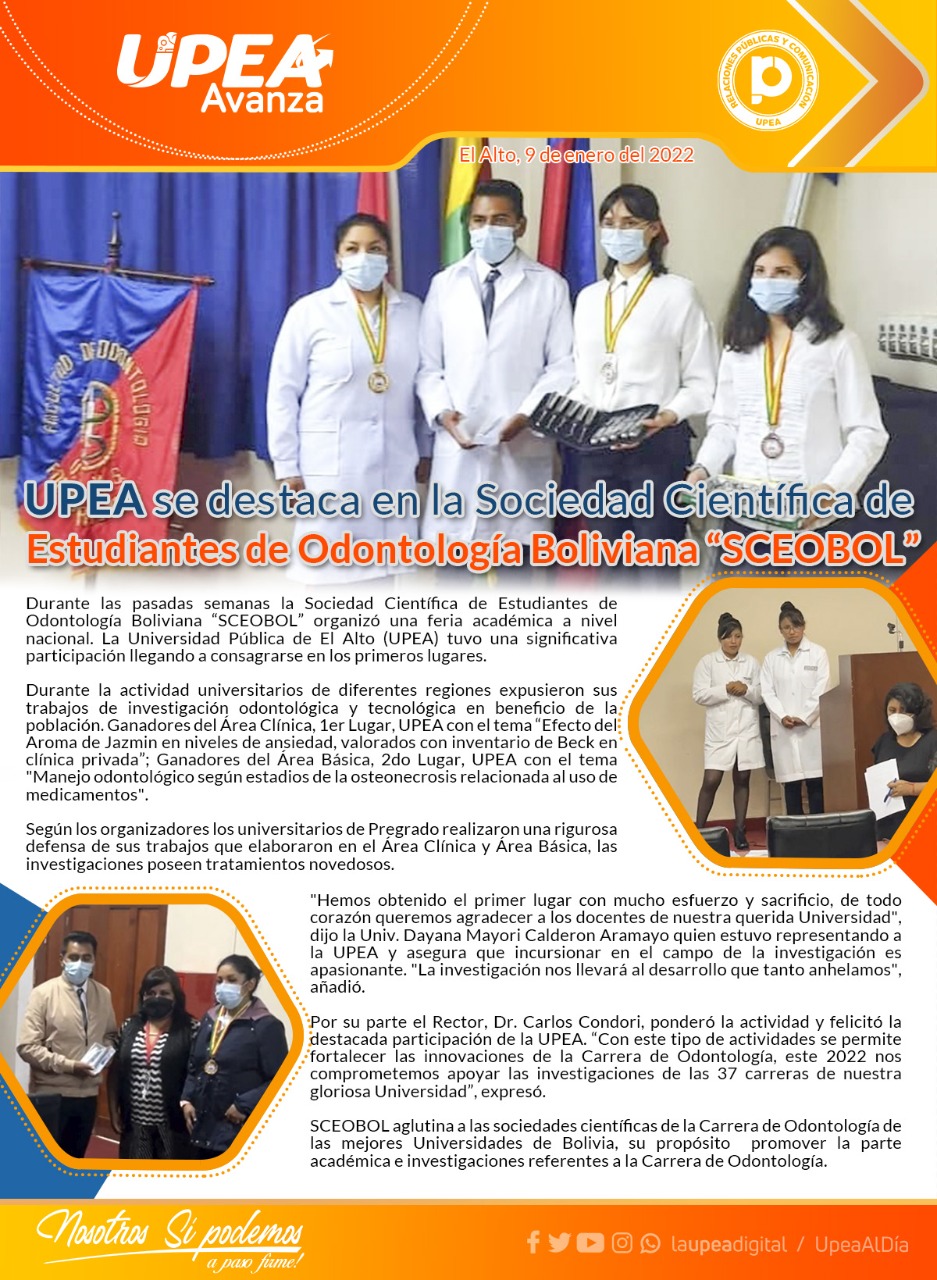 UPEA
Avanza
RELACIONES PÚBLICAS Y COMUNICACIÓN
UPEA
El Alto, 9 de enero del 2022
FACULTAD DE ODONTOLOGIA
UPEA se destaca en la Sociedad Científica de
Estudiantes de Odontología Boliviana “SCEOBOL”
Durante las pasadas semanas la Sociedad Científica de Estudiantes de
Odontología Boliviana “SCEOBOL” organizó una feria académica a nivel
nacional. La Universidad Pública de El Alto (UPEA) tuvo una significativa
participación llegando a consagrarse en los primeros lugares.
Durante la actividad universitarios de diferentes regiones expusieron sus
trabajos de investigación odontológica y tecnológica en beneficio de la
población. Ganadores del Área Clínica, 1er Lugar, UPEA con el tema “Efecto del
Aroma de Jazmin en niveles de ansiedad, valorados con inventario de Beck en
clínica privada”; Ganadores del Área Básica, 2do Lugar, UPEA con el tema
"Manejo odontológico según estadios de la osteonecrosis relacionada al uso de
medicamentos".
Según los organizadores los universitarios de Pregrado realizaron una rigurosa
defensa de sus trabajos que elaboraron en el Área Clínica y Área Básica, las
investigaciones poseen tratamientos novedosos.
"Hemos obtenido el primer lugar con mucho esfuerzo y sacrificio, de todo
corazón queremos agradecer a los docentes de nuestra querida Universidad",
dijo la Univ. Dayana Mayori Calderon Aramayo quien estuvo representando a
la UPEA y asegura que incursionar en el campo de la investigación es
apasionante. "La investigación nos llevará al desarrollo que tanto anhelamos",
añadió.
Por su parte el Rector, Dr. Carlos Condori, ponderó la actividad y felicitó la
destacada participación de la UPEA. “Con este tipo de actividades se permite
fortalecer las innovaciones de la Carrera de Odontología, este 2022 nos
comprometemos apoyar las investigaciones de las 37 carreras de nuestra
gloriosa Universidad”, expresó.
SCEOBOL aglutina a las sociedades científicas de la Carrera de Odontología de
las mejores Universidades de Bolivia, su propósito promover la parte
académica e investigaciones referentes a la Carrera de Odontología.
Nosotros Sí podemos
a paso firme!
laupeadigital / UpeaAlDía